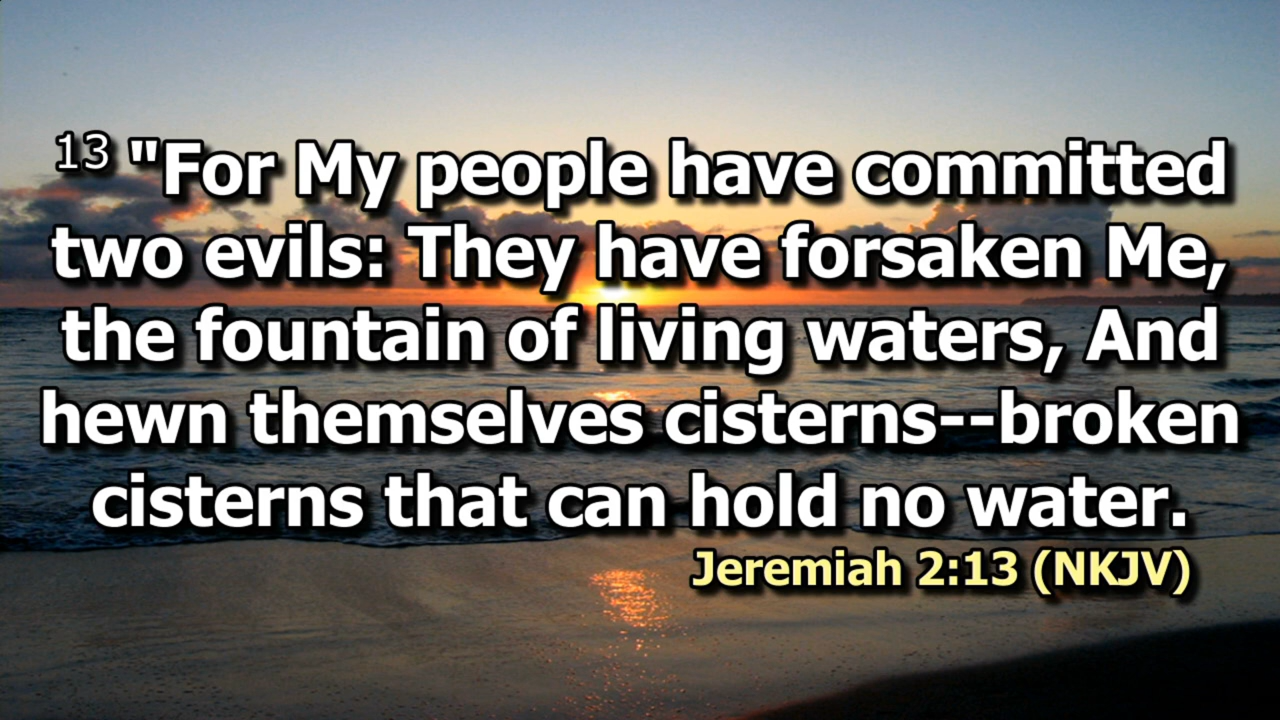 13 "For My people have committed
two evils: They have forsaken Me,
the fountain of living waters, And
hewn themselves cisterns--broken
cisterns that can hold no water.
Jeremiah 2:13 (NKJV)